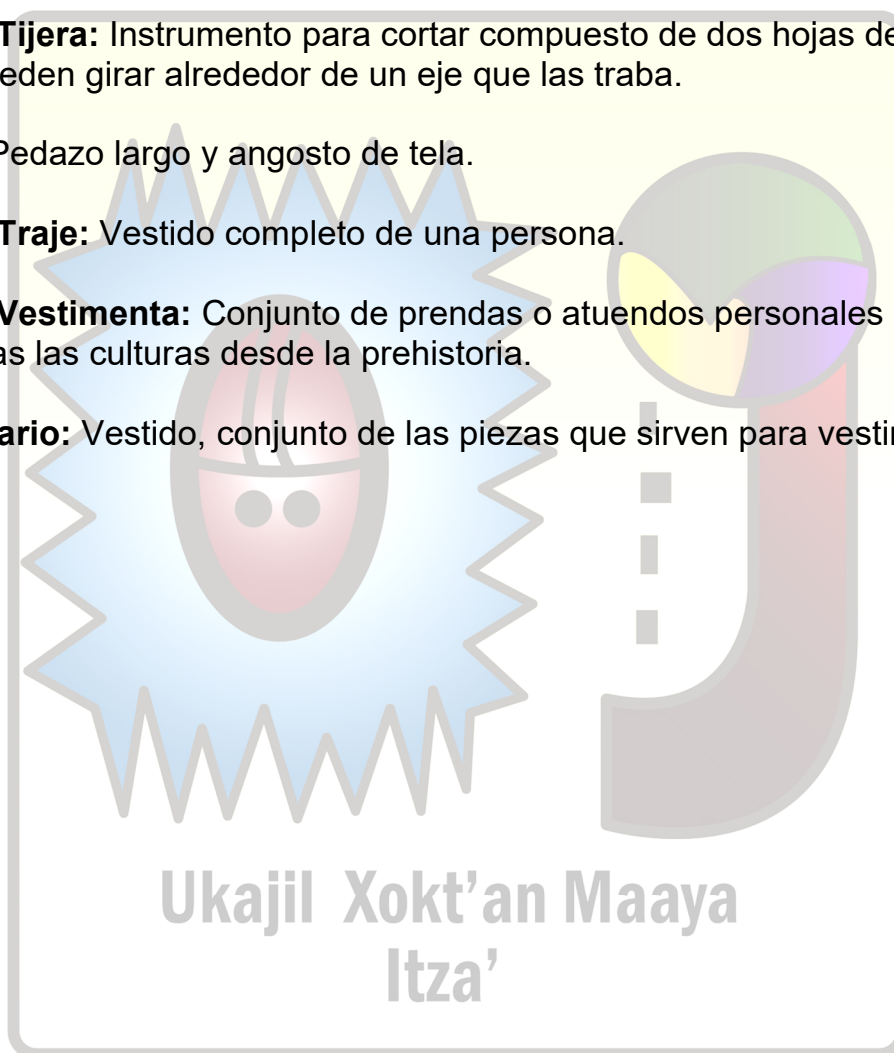 Tijera: Instrumento para cortar compuesto de dos hojas de
eden girar alrededor de un eje que las traba.
Pedazo largo y angosto de tela.
Traje: Vestido completo de una persona.
Vestimenta: Conjunto de prendas o atuendos personales
as las culturas desde la prehistoria.
ario: Vestido, conjunto de las piezas que sirven para vestir
Ukajil Xokt’an Maaya
Itza’